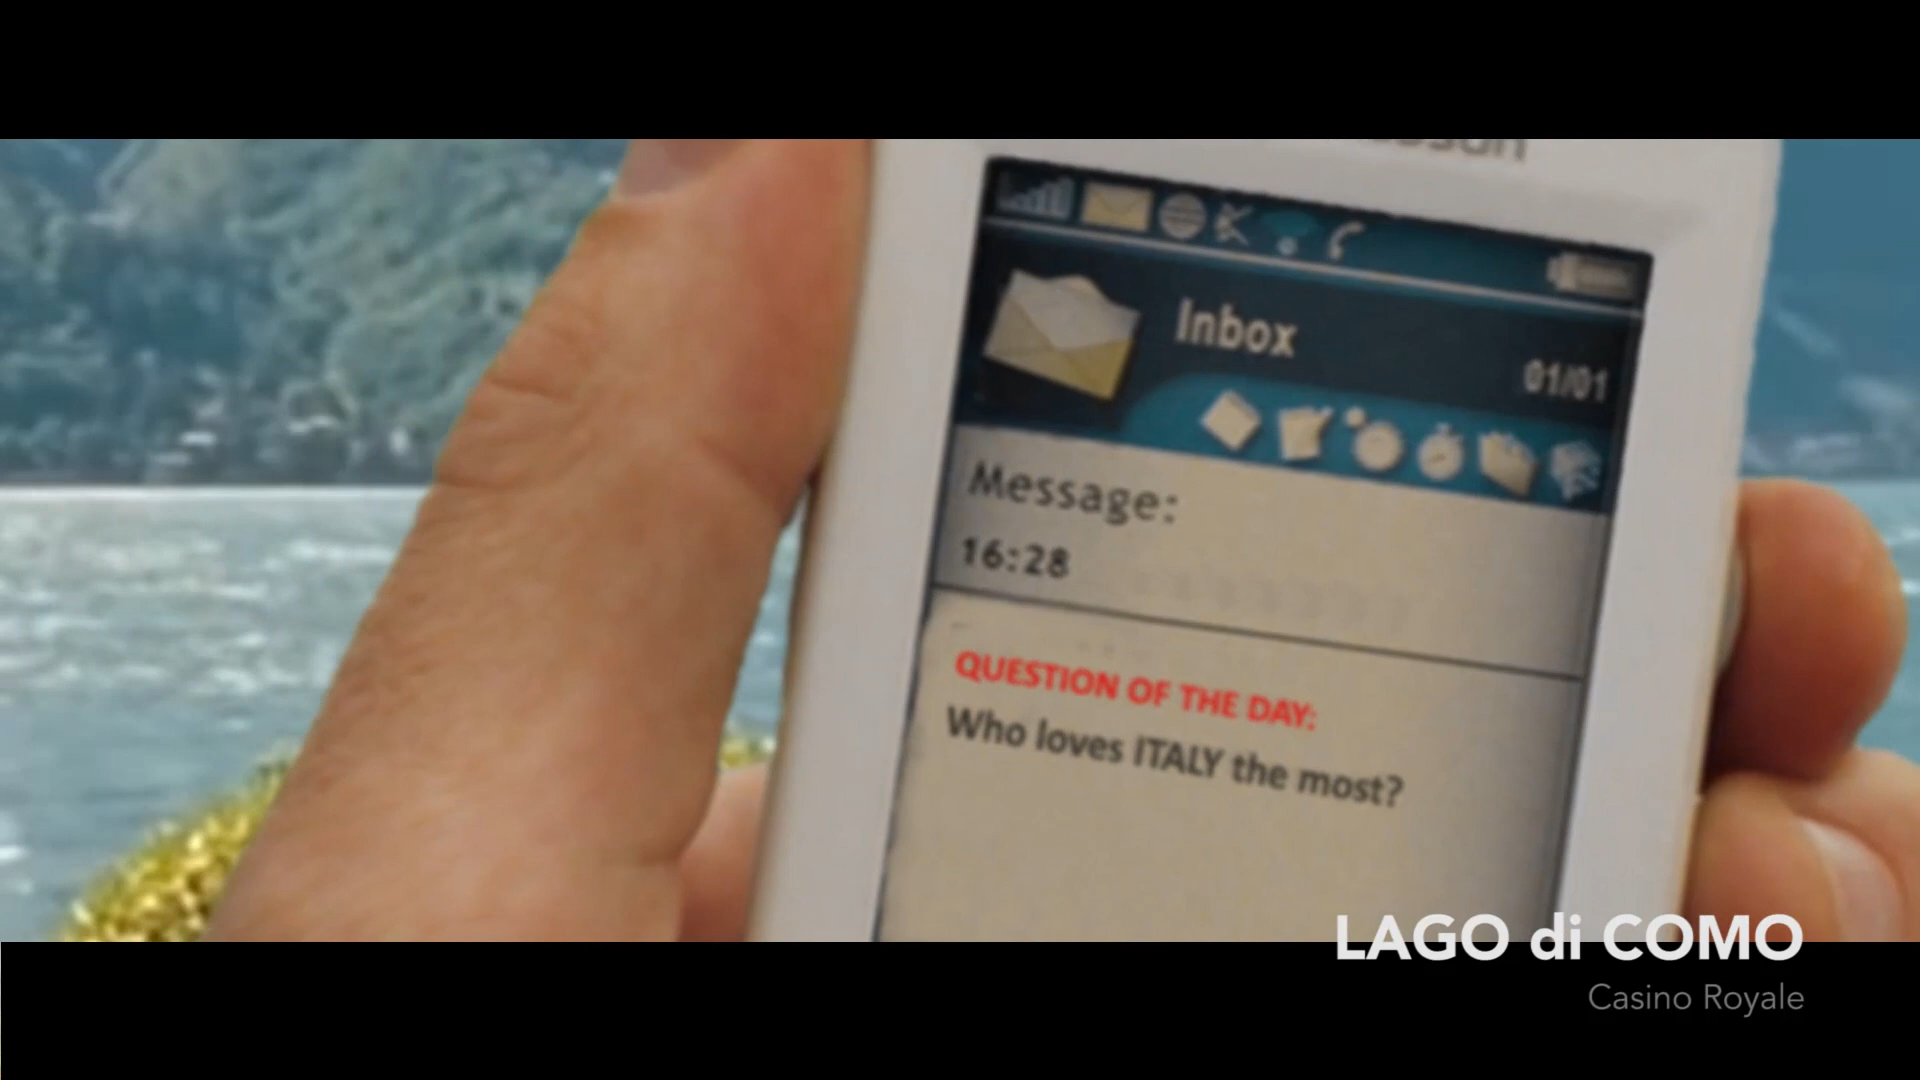 Inbox
01/01
Message:
16:28
QUESTION OF THE DAY:
Who loves ITALY the most?
LAGO di COMO
Casino Royale